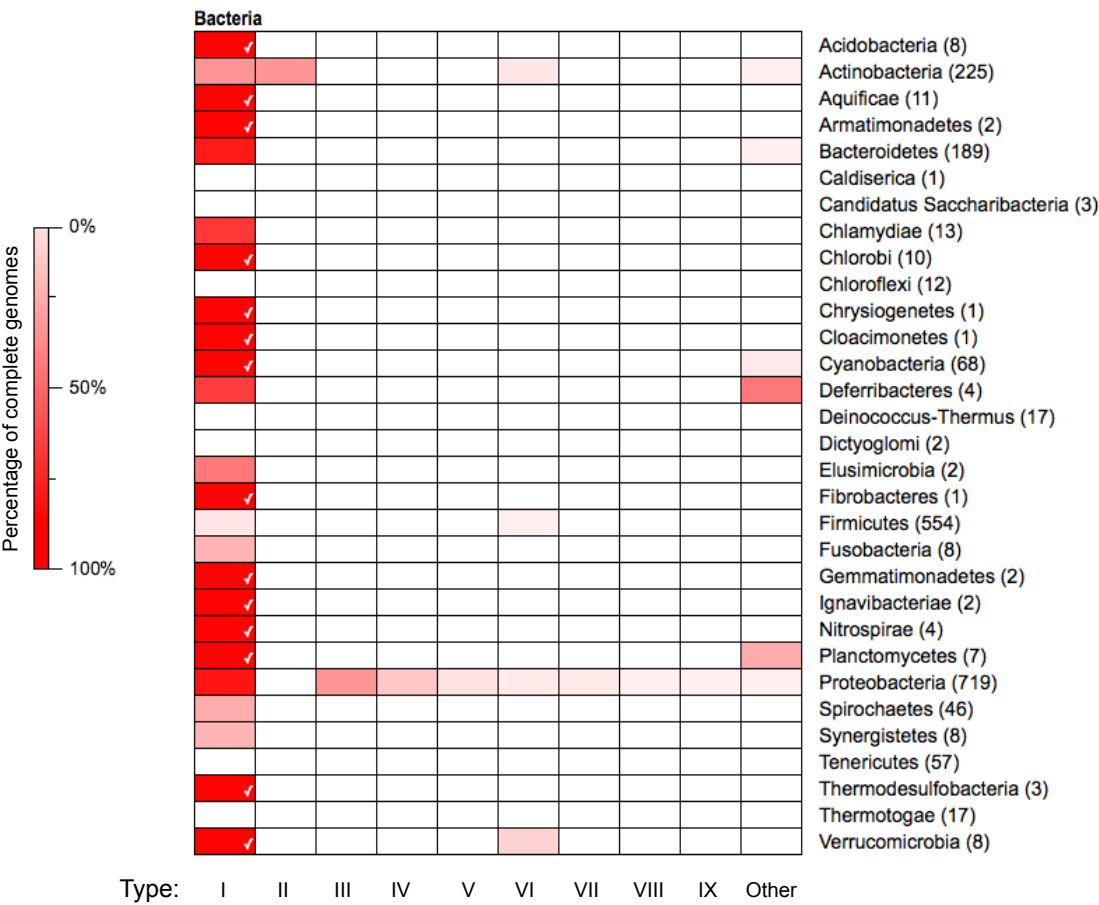 Bacteria
Acidobacteria (8)
Actinobacteria (225)
Aquificae (11)
Armatimonadetes (2)
Bacteroidetes (189)
Caldiserica (1)
Candidatus Saccharibacteria (3)
Chlamydiae (13)
Chlorobi (10)
Chloroflexi (12)
Chrysiogenetes (1)
Cloacimonetes (1)
Cyanobacteria (68)
Deferribacteres (4)
Deinococcus-Thermus (17)
Dictyoglomi (2)
Elusimicrobia (2)
Fibrobacteres (1)
Firmicutes (554)
Fusobacteria (8)
Gemmatimonadetes (2)
Ignavibacteriae (2)
Nitrospirae (4)
Planctomycetes (7)
Proteobacteria (719)
Spirochaetes (46)
Synergistetes (8)
Tenericutes (57)
Thermodesulfobacteria (3)
Thermotogae (17)
Verrucomicrobia (8)
Percentage of complete genomes
0%
50%
100%
Type: I II III IV V VI VII VIII IX Other